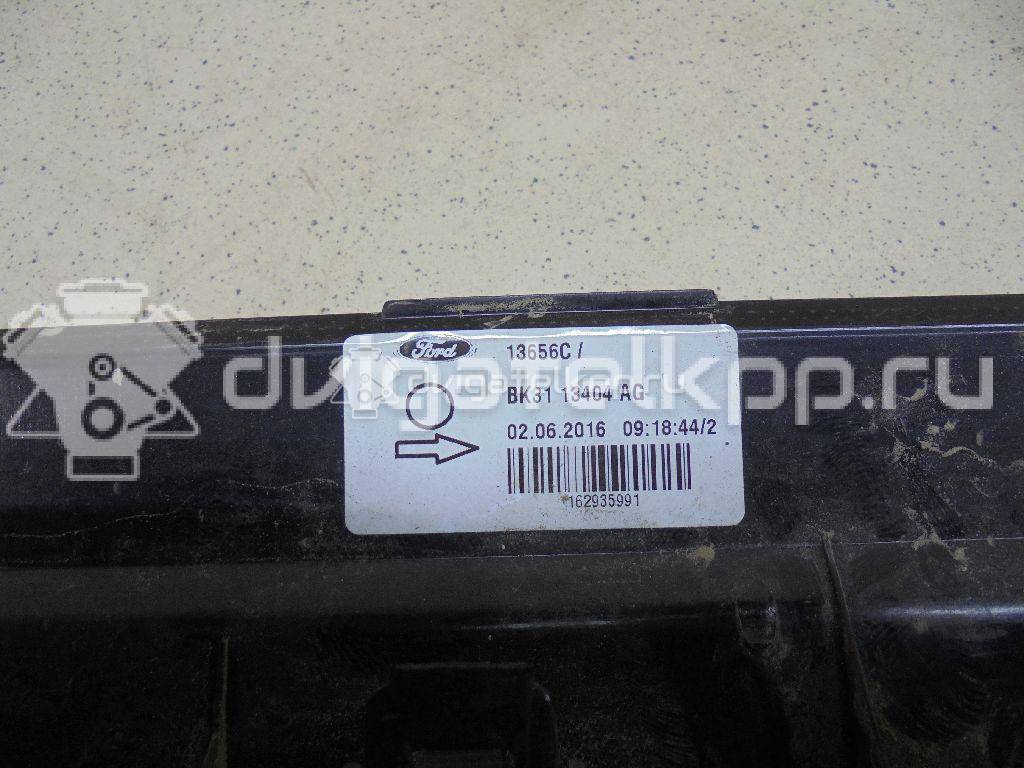 Ford
13656C /
BK31 13404 AG
02.06.2016 09:18:44/2
162935991
dvigatelkpp.ru